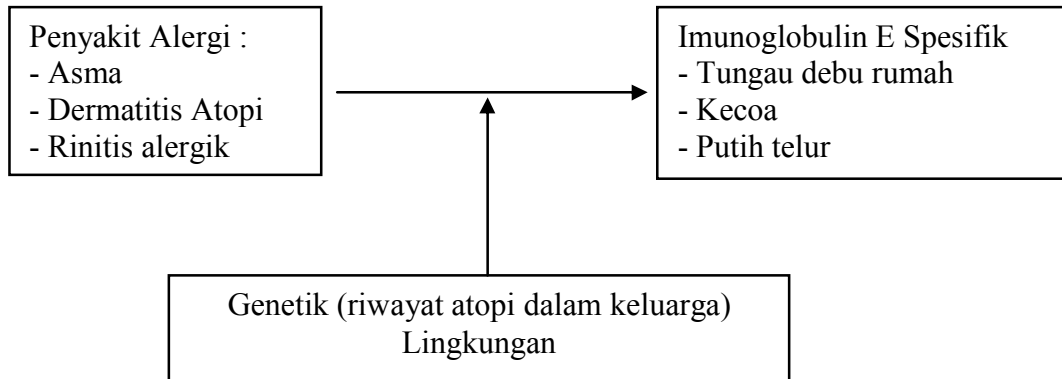 Penyakit Alergi :
- Asma
- Dermatitis Atopi
- Rinitis alergik
Imunoglobulin E Spesifik
- Tungau debu rumah
- Kecoa
- Putih telur
Genetik (riwayat atopi dalam keluarga)
Lingkungan